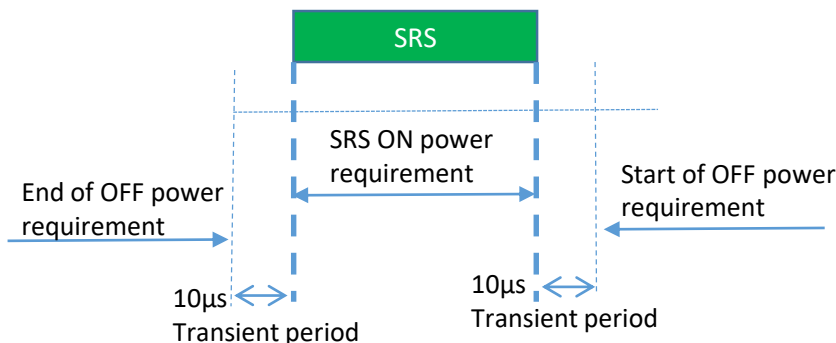 SRS
SRS ON power
requirement
End of OFF power
requirement
Start of OFF power
requirement
10µs
Transient period
10µs
Transient period